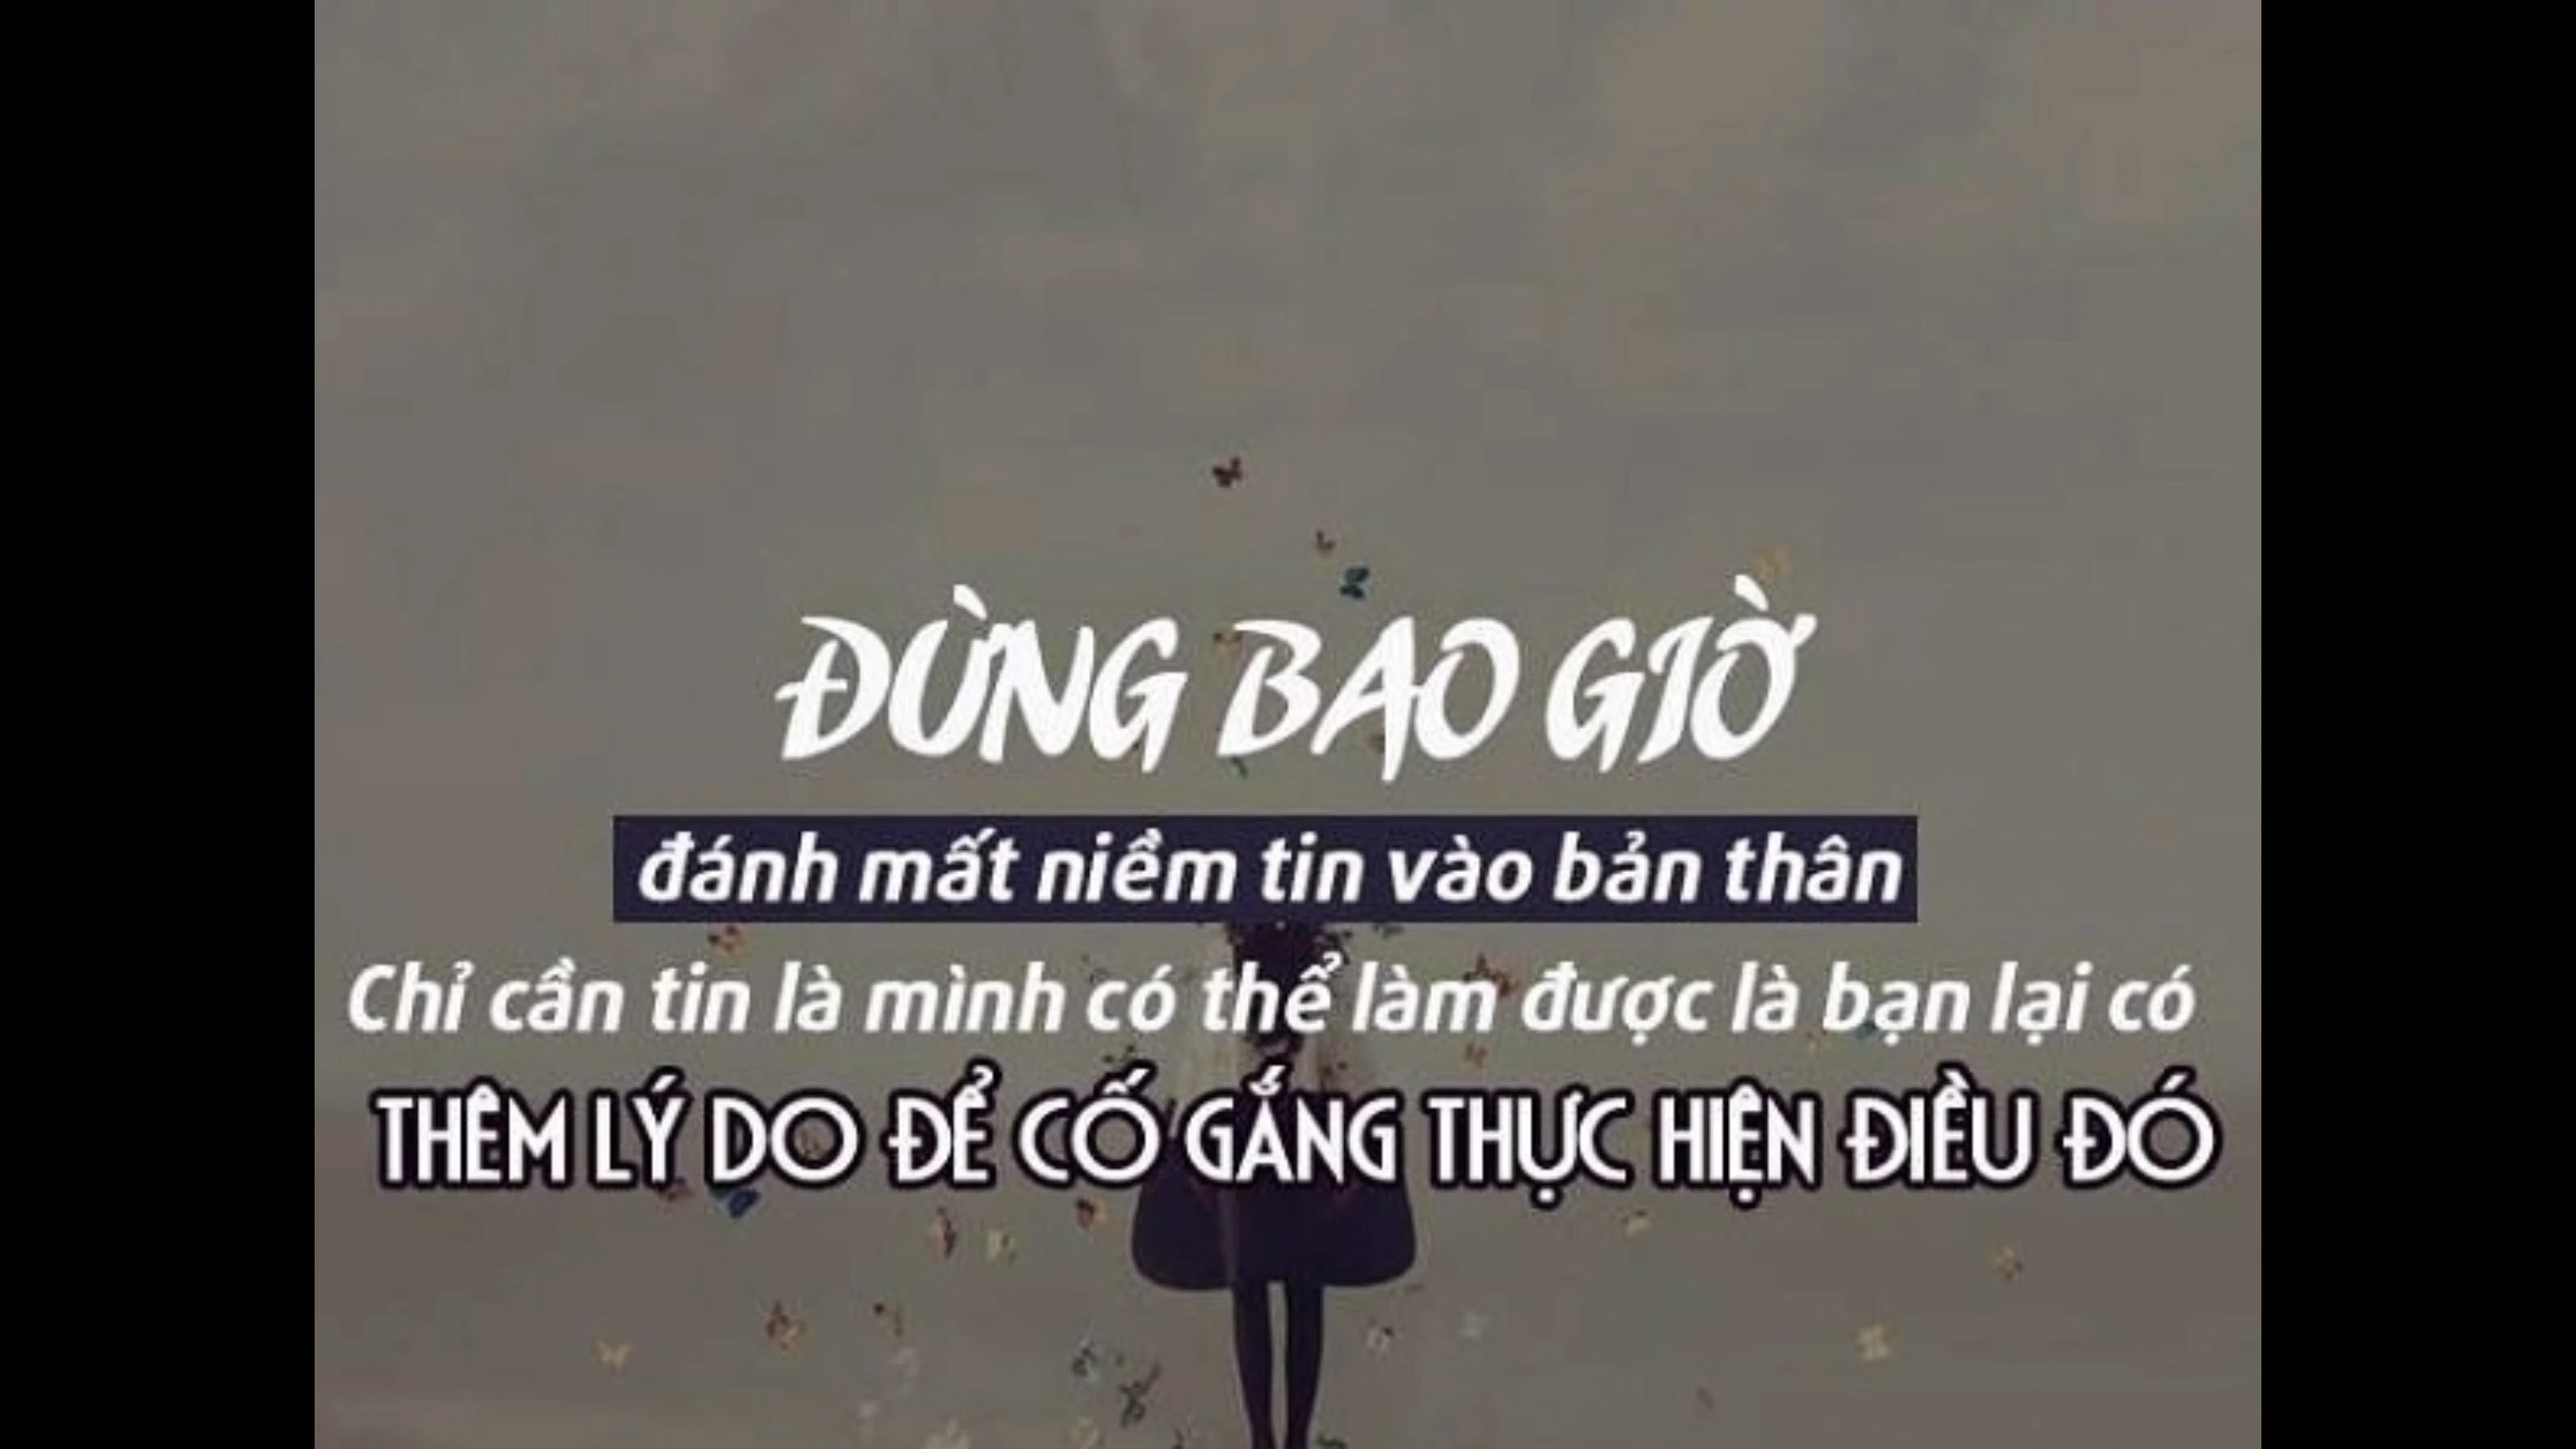 ĐỪNG BAO GIỜ
đánh mất niềm tin vào bản thân
Chỉ cần tin là mình có thể làm được là bạn lại có
THÊM LÝ DO ĐỂ CỐ GẮNG THỰC HIỆN ĐIỀU ĐÓ